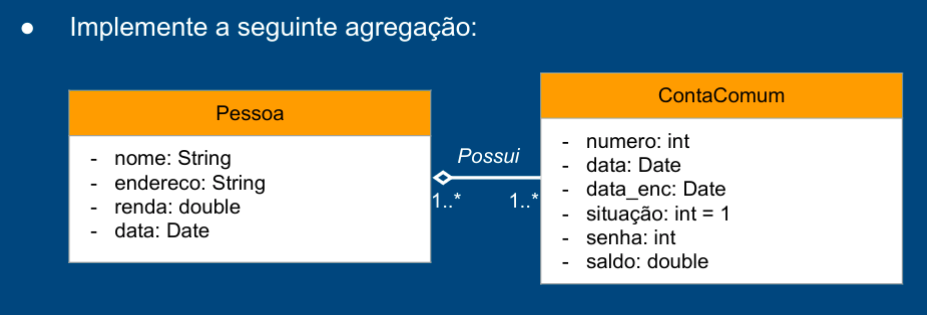 ● Implemente a seguinte agregação:
Pessoa
- nome: String
- endereco: String
- renda: double
- data: Date
Possui
1..*
1..*
ContaComum
- numero: int
- data: Date
- data_enc: Date
- situação: int = 1
- senha: int
- saldo: double